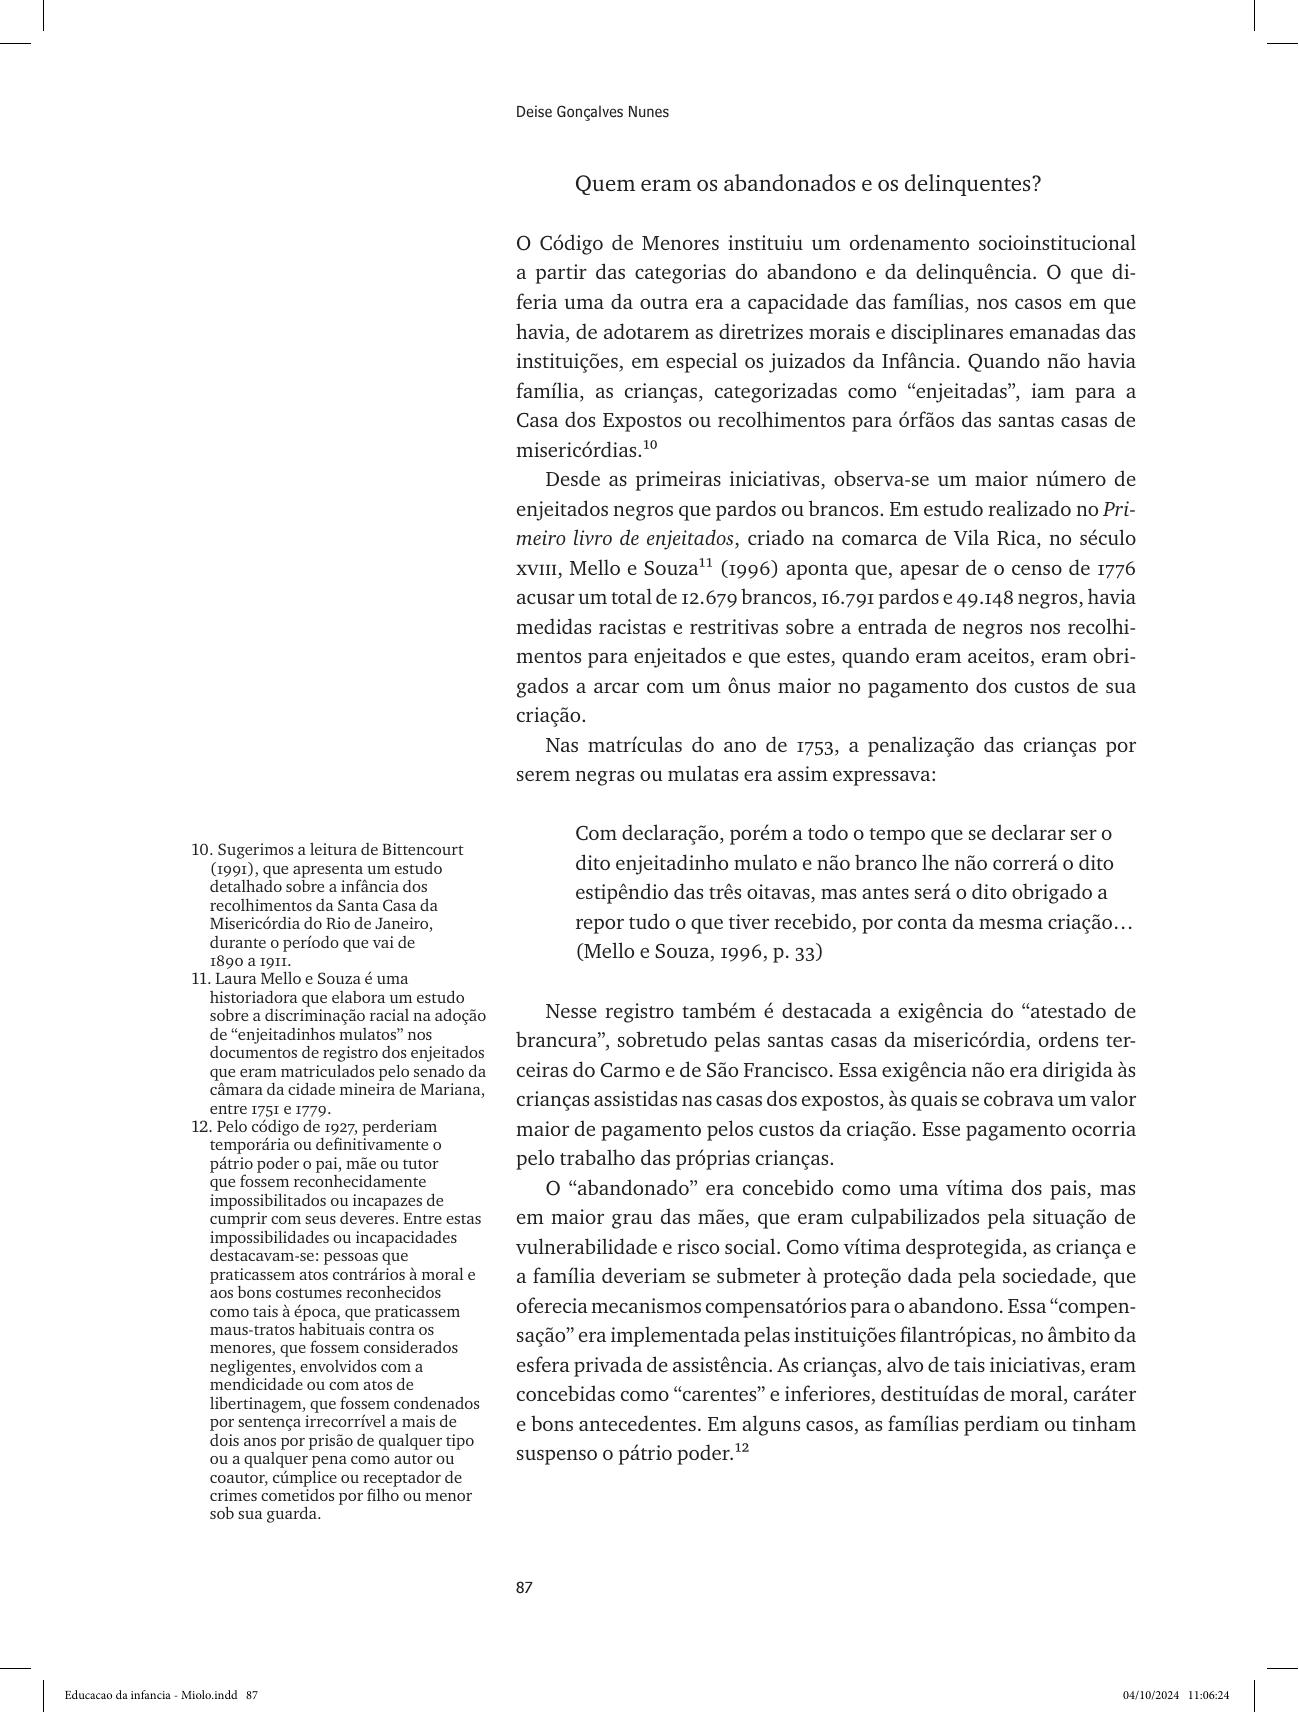 Deise Gonçalves Nunes
Quem eram os abandonados e os delinquentes?
O Código de Menores instituiu um ordenamento socioinstitucional
a partir das categorias do abandono e da delinquência. O que di-
feria uma da outra era a capacidade das famílias, nos casos em que
havia, de adotarem as diretrizes morais e disciplinares emanadas das
instituições, em especial os juizados da Infância. Quando não havia
família, as crianças, categorizadas como “enjeitadas”, iam para a
Casa dos Expostos ou recolhimentos para órfãos das santas casas de
misericórdias.¹⁰
Desde as primeiras iniciativas, observa-se um maior número de
enjeitados negros que pardos ou brancos. Em estudo realizado no Pri-
meiro livro de enjeitados, criado na comarca de Vila Rica, no século
XVIII, Mello e Souza¹¹ (1996) aponta que, apesar de o censo de 1776
acusar um total de 12.679 brancos, 16.791 pardos e 49.148 negros, havia
medidas racistas e restritivas sobre a entrada de negros nos recolhi-
mentos para enjeitados e que estes, quando eram aceitos, eram obri-
gados a arcar com um ônus maior no pagamento dos custos de sua
criação.
Nas matrículas do ano de 1753, a penalização das crianças por
serem negras ou mulatas era assim expressava:
Com declaração, porém a todo o tempo que se declarar ser o
dito enjeitadinho mulato e não branco lhe não correrá o dito
estipêndio das três oitavas, mas antes será o dito obrigado a
repor tudo o que tiver recebido, por conta da mesma criação…
(Mello e Souza, 1996, p. 33)
Nesse registro também é destacada a exigência do “atestado de
brancura”, sobretudo pelas santas casas da misericórdia, ordens ter-
ceiras do Carmo e de São Francisco. Essa exigência não era dirigida às
crianças assistidas nas casas dos expostos, às quais se cobrava um valor
maior de pagamento pelos custos da criação. Esse pagamento ocorria
pelo trabalho das próprias crianças.
O “abandonado” era concebido como uma vítima dos pais, mas
em maior grau das mães, que eram culpabilizados pela situação de
vulnerabilidade e risco social. Como vítima desprotegida, as criança e
a família deveriam se submeter à proteção dada pela sociedade, que
oferecia mecanismos compensatórios para o abandono. Essa “compen-
sação” era implementada pelas instituições filantrópicas, no âmbito da
esfera privada de assistência. As crianças, alvo de tais iniciativas, eram
concebidas como “carentes” e inferiores, destituídas de moral, caráter
e bons antecedentes. Em alguns casos, as famílias perdiam ou tinham
suspenso o pátrio poder.¹²
10. Sugerimos a leitura de Bittencourt
(1991), que apresenta um estudo
detalhado sobre a infância dos
recolhimentos da Santa Casa da
Misericórdia do Rio de Janeiro,
durante o período que vai de
1890 a 1911.
11. Laura Mello e Souza é uma
historiadora que elabora um estudo
sobre a discriminação racial na adoção
de “enjeitadinhos mulatos” nos
documentos de registro dos enjeitados
que eram matriculados pelo senado da
câmara da cidade mineira de Mariana,
entre 1751 e 1779.
12. Pelo código de 1927, perderiam
temporária ou definitivamente o
pátrio poder o pai, mãe ou tutor
que fossem reconhecidamente
impossibilitados ou incapazes de
cumprir com seus deveres. Entre estas
impossibilidades ou incapacidades
destacavam-se: pessoas que
praticassem atos contrários à moral e
aos bons costumes reconhecidos
como tais à época, que praticassem
maus-tratos habituais contra os
menores, que fossem considerados
negligentes, envolvidos com a
mendicidade ou com atos de
libertinagem, que fossem condenados
por sentença irrecorrível a mais de
dois anos por prisão de qualquer tipo
ou a qualquer pena como autor ou
coautor, cúmplice ou receptador de
crimes cometidos por filho ou menor
sob sua guarda.
87
Educacao da infancia - Miolo.indd 87
04/10/2024 11:06:24